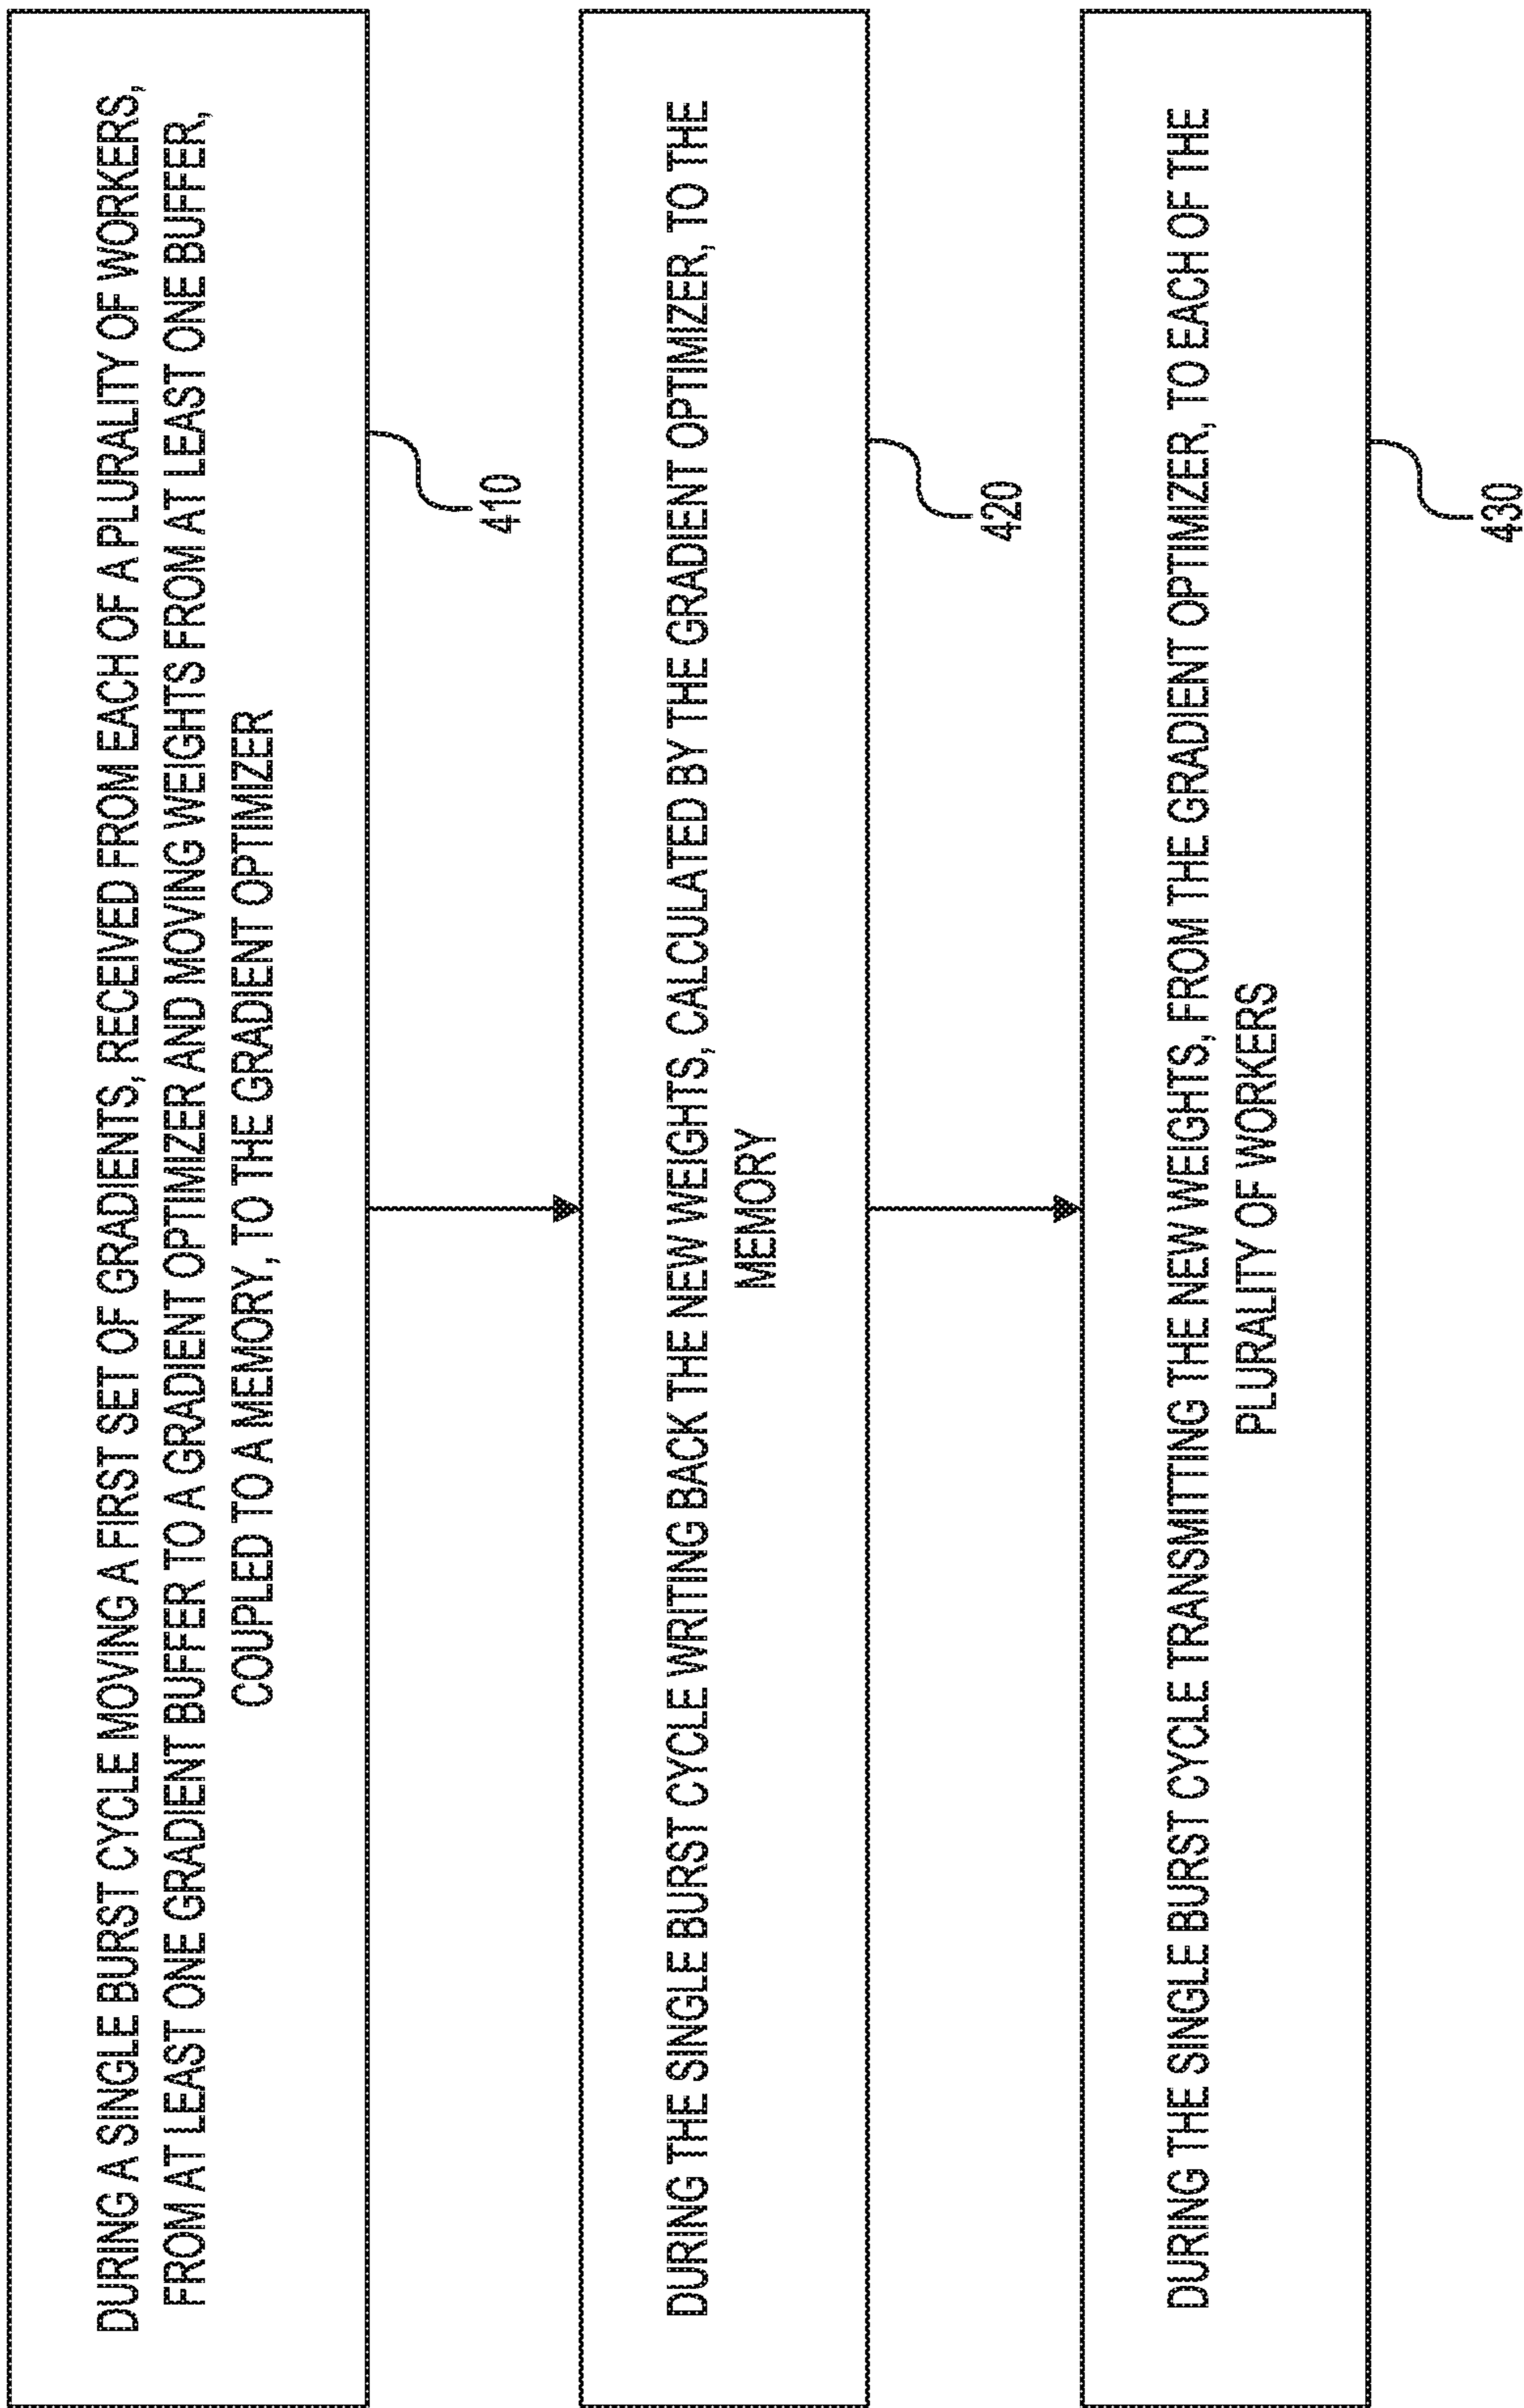 DURING A SINGLE BURST CYCLE MOVING A FIRST SET OF GRADIENTS, RECEIVED FROM EACH OF A PLURALITY OF WORKERS,
FROM AT LEAST ONE GRADIENT BUFFER TO A GRADIENT OPTIMIZER AND MOVING WEIGHTS FROM AT LEAST ONE BUFFER,
COUPLED TO A MEMORY, TO THE GRADIENT OPTIMIZER
410
DURING THE SINGLE BURST CYCLE WRITING BACK THE NEW WEIGHTS, CALCULATED BY THE GRADIENT OPTIMIZER, TO THE
MEMORY
420
DURING THE SINGLE BURST CYCLE TRANSMITTING THE NEW WEIGHTS, FROM THE GRADIENT OPTIMIZER, TO EACH OF THE
PLURALITY OF WORKERS
430